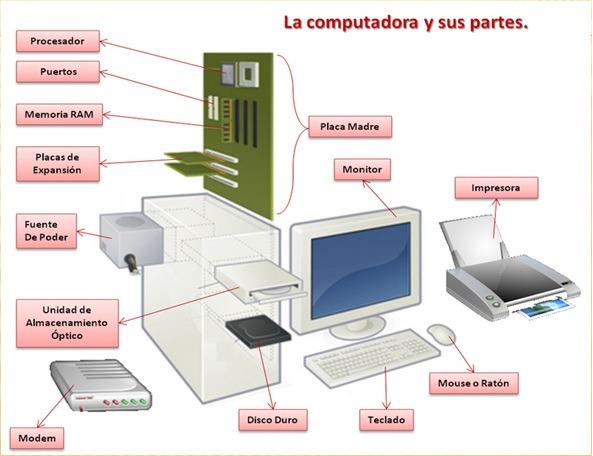 La computadora y sus partes.
Procesador
Puertos
Memoria RAM
Placas de
Expansión
Placa Madre
Monitor
Impresora
Fuente
De Poder
Unidad de
Almacenamiento
Óptico
Mouse o Ratón
Disco Duro
Teclado
Modem